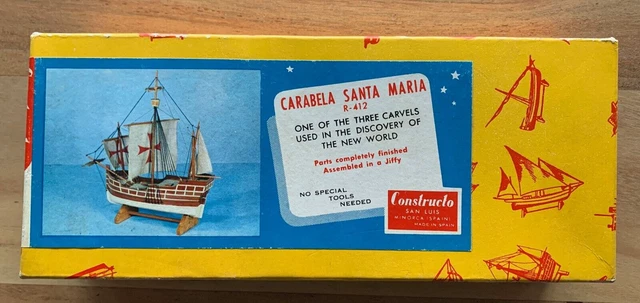 CARABELA SANTA MARIA
R-412
ONE OF THE THREE CARVELS
USED IN THE DISCOVERY OF
THE NEW WORLD
Parts completely finished
Assembled in a Jiffy
NO SPECIAL
TOOLS
NEEDED
Constructo
SAN LUIS
MINORCA (SPAIN)
MADE IN SPAIN